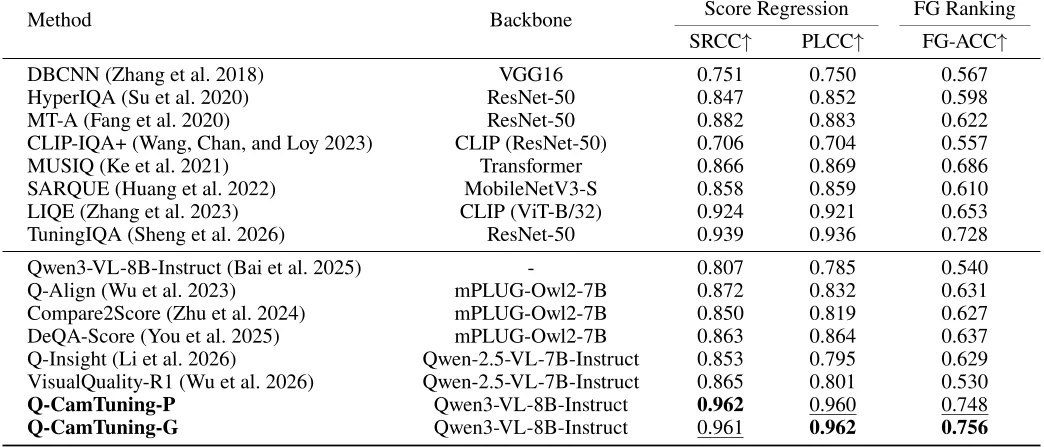 Method Backbone Score Regression FG Ranking
SRCC↑ PLCC↑ FG-ACC↑
DBCNN (Zhang et al. 2018) VGG16 0.751 0.750 0.567
HyperIQA (Su et al. 2020) ResNet-50 0.847 0.852 0.598
MT-A (Fang et al. 2020) ResNet-50 0.882 0.883 0.622
CLIP-IQA+ (Wang, Chan, and Loy 2023) CLIP (ResNet-50) 0.706 0.704 0.557
MUSIQ (Ke et al. 2021) Transformer 0.866 0.869 0.686
SARQUE (Huang et al. 2022) MobileNetV3-S 0.858 0.859 0.610
LIQE (Zhang et al. 2023) CLIP (ViT-B/32) 0.924 0.921 0.653
TuningIQA (Sheng et al. 2026) ResNet-50 0.939 0.936 0.728
Qwen3-VL-8B-Instruct (Bai et al. 2025) - 0.807 0.785 0.540
Q-Align (Wu et al. 2023) mPLUG-Owl2-7B 0.872 0.832 0.631
Compare2Score (Zhu et al. 2024) mPLUG-Owl2-7B 0.850 0.819 0.627
DeQA-Score (You et al. 2025) mPLUG-Owl2-7B 0.863 0.864 0.637
Q-Insight (Li et al. 2026) Qwen-2.5-VL-7B-Instruct 0.853 0.795 0.629
VisualQuality-R1 (Wu et al. 2026) Qwen-2.5-VL-7B-Instruct 0.865 0.801 0.530
Q-CamTuning-P Qwen3-VL-8B-Instruct 0.962 0.960 0.748
Q-CamTuning-G Qwen3-VL-8B-Instruct 0.961 0.962 0.756